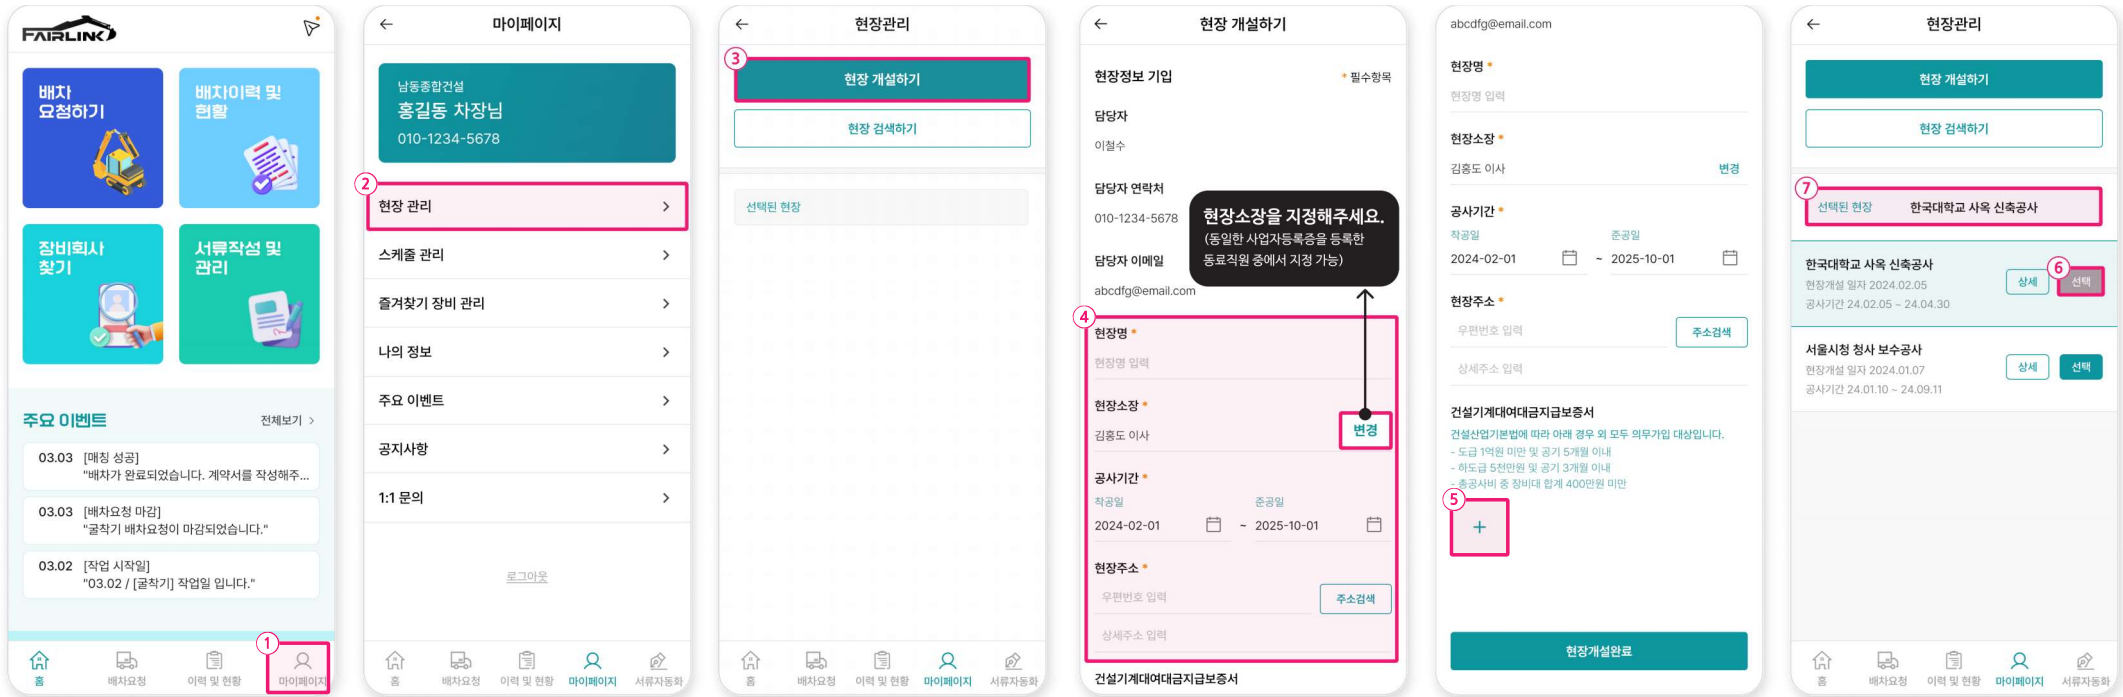 FAIRLINK
배차
요청하기
배차이력 및
현황
장비회사
찾기
서류작성 및
관리
주요 이벤트
전체보기 >
03.03 [매칭 성공]
"배차가 완료되었습니다. 계약서를 작성해주...
03.03 [배차요청 마감]
"굴착기 배차요청이 마감되었습니다."
03.02 [작업 시작일]
"03.02 / [굴착기] 작업일 입니다."
1
홈 배차요청 이력 및 현황 마이페이지
← 마이페이지
남동종합건설
홍길동 차장님
010-1234-5678
2
현장 관리 >
스케줄 관리 >
즐겨찾기 장비 관리 >
나의 정보 >
주요 이벤트 >
공지사항 >
1:1 문의 >
로그아웃
홈 배차요청 이력 및 현황 마이페이지 서류자동화
← 현장관리
3
현장 개설하기
현장 검색하기
선택된 현장
홈 배차요청 이력 및 현황 마이페이지 서류자동화
← 현장 개설하기
현장정보 기입 * 필수항목
담당자
이철수
담당자 연락처
010-1234-5678
담당자 이메일
abcdfg@email.com
현장소장을 지정해주세요.
(동일한 사업자등록증을 등록한
동료직원 중에서 지정 가능)
4
현장명 *
현장명 입력
현장소장 *
김홍도 이사 변경
공사기간 *
착공일 준공일
2024-02-01 ~ 2025-10-01
현장주소 *
우편번호 입력 주소검색
상세주소 입력
건설기계대여대금지급보증서
abcdfg@email.com
현장명 *
현장명 입력
현장소장 *
김홍도 이사 변경
공사기간 *
착공일 준공일
2024-02-01 ~ 2025-10-01
현장주소 *
우편번호 입력 주소검색
상세주소 입력
건설기계대여대금지급보증서
건설산업기본법에 따라 아래 경우 외 모두 의무가입 대상입니다.
- 도급 1억원 미만 및 공기 5개월 이내
- 하도급 5천만원 및 공기 3개월 이내
- 총공사비 중 장비대 합계 400만원 미만
5
+
현장개설완료
← 현장관리
현장 개설하기
현장 검색하기
7
선택된 현장 한국대학교 사옥 신축공사
한국대학교 사옥 신축공사
현장개설 일자 2024.02.05
공사기간 24.02.05 ~ 24.04.30
상세 6 선택
서울시청 청사 보수공사
현장개설 일자 2024.01.07
공사기간 24.01.10 ~ 24.09.11
상세 선택
홈 배차요청 이력 및 현황 마이페이지 서류자동화